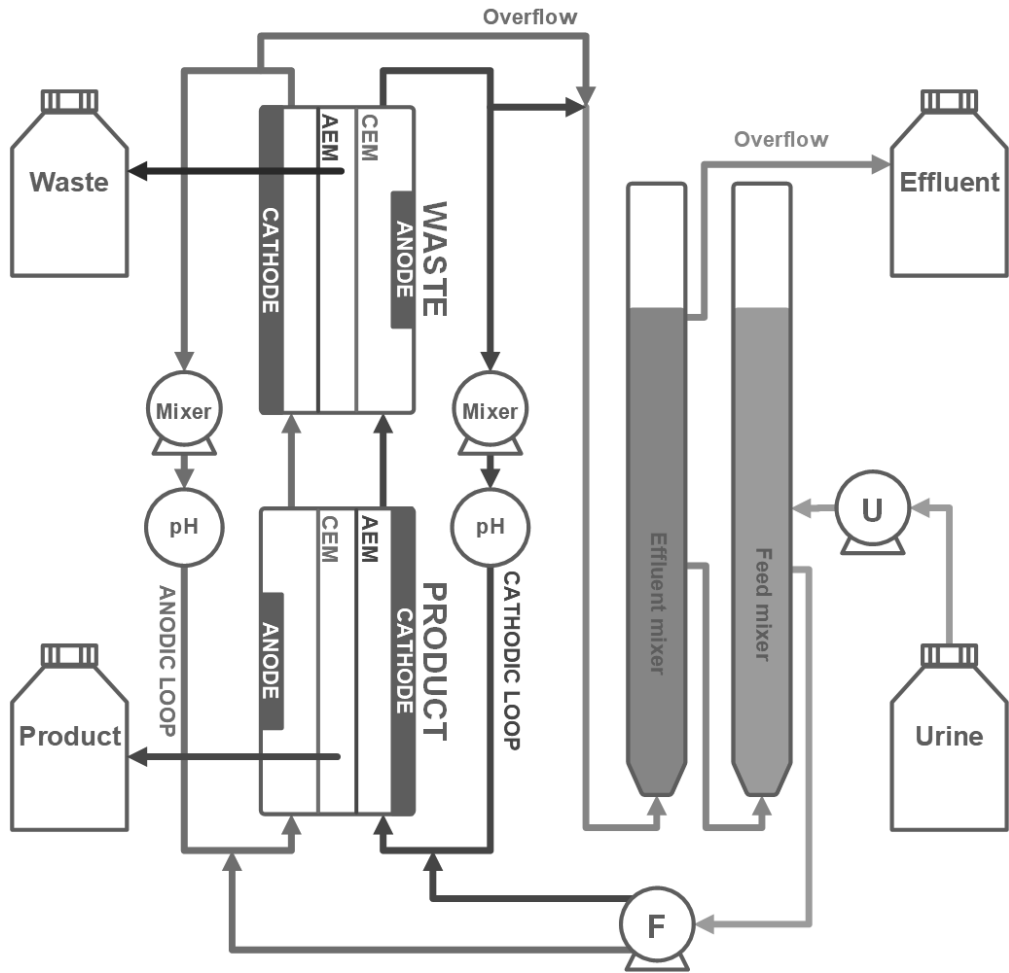 Overflow
Waste
AEM
CEM
CATHODE
ANODE
WASTE
Overflow
Effluent
Mixer
Mixer
pH
pH
CEM
AEM
ANODIC LOOP
ANODE
CATHODE
PRODUCT
CATHODIC LOOP
Effluent mixer
Feed mixer
U
Product
Urine
F